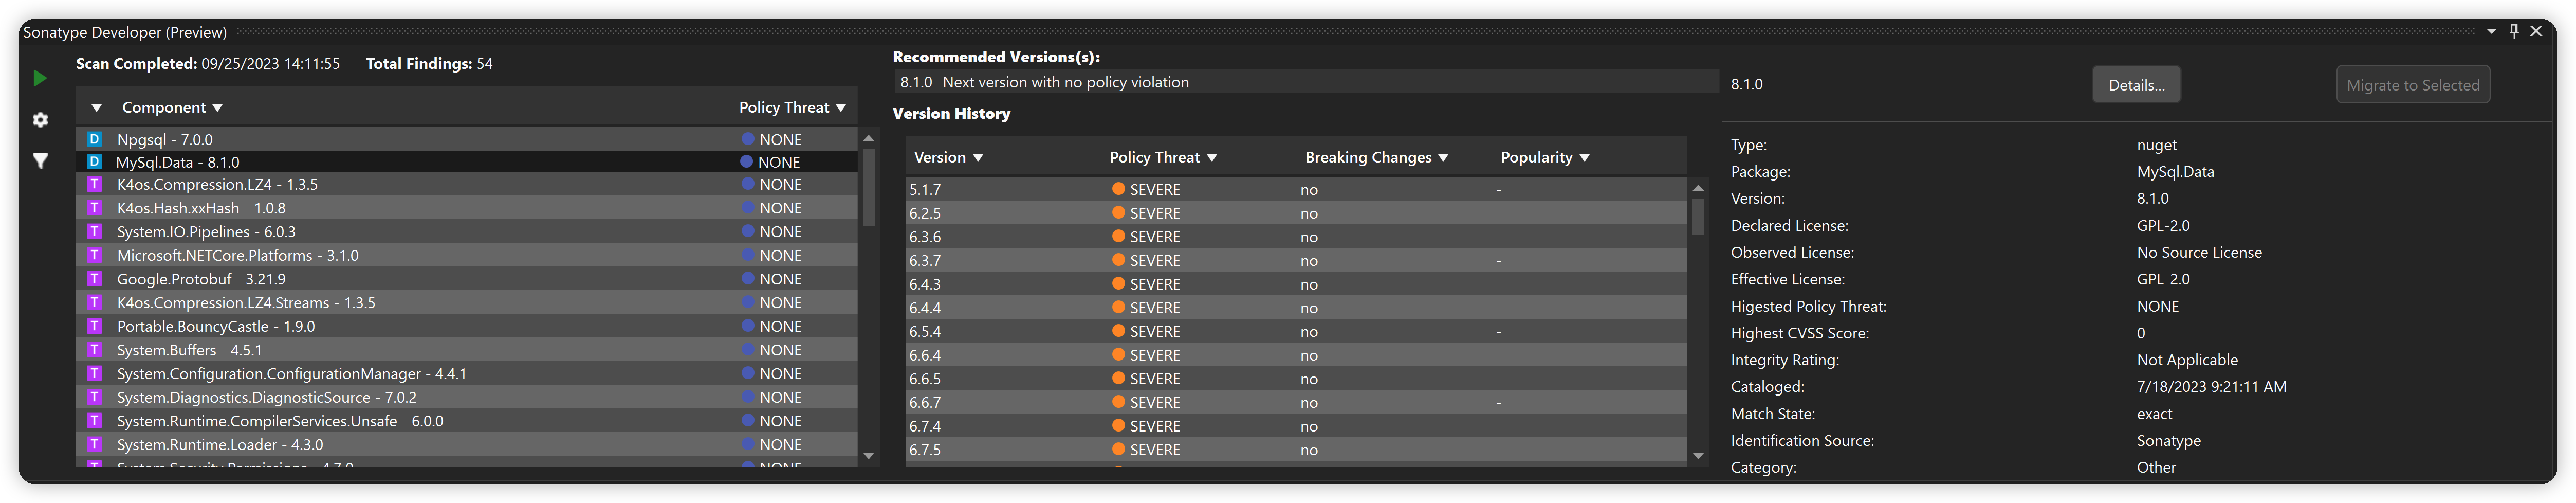 Sonatype Developer (Preview)
Scan Completed: 09/25/2023 14:11:55 Total Findings: 54
Component Policy Threat
D Npgsql - 7.0.0 NONE
D MySql.Data - 8.1.0 NONE
T K4os.Compression.LZ4 - 1.3.5 NONE
T K4os.Hash.xxHash - 1.0.8 NONE
T System.IO.Pipelines - 6.0.3 NONE
T Microsoft.NETCore.Platforms - 3.1.0 NONE
T Google.Protobuf - 3.21.9 NONE
T K4os.Compression.LZ4.Streams - 1.3.5 NONE
T Portable.BouncyCastle - 1.9.0 NONE
T System.Buffers - 4.5.1 NONE
T System.Configuration.ConfigurationManager - 4.4.1 NONE
T System.Diagnostics.DiagnosticSource - 7.0.2 NONE
T System.Runtime.CompilerServices.Unsafe - 6.0.0 NONE
T System.Runtime.Loader - 4.3.0 NONE
T System.Security.Permissions - 4.7.0 NONE
Recommended Versions(s):
8.1.0- Next version with no policy violation
Version History
Version Policy Threat Breaking Changes Popularity
5.1.7 SEVERE no -
6.2.5 SEVERE no -
6.3.6 SEVERE no -
6.3.7 SEVERE no -
6.4.3 SEVERE no -
6.4.4 SEVERE no -
6.5.4 SEVERE no -
6.6.4 SEVERE no -
6.6.5 SEVERE no -
6.6.7 SEVERE no -
6.7.4 SEVERE no -
6.7.5 SEVERE no -
8.1.0 Details... Migrate to Selected
Type: nuget
Package: MySql.Data
Version: 8.1.0
Declared License: GPL-2.0
Observed License: No Source License
Effective License: GPL-2.0
Higested Policy Threat: NONE
Highest CVSS Score: 0
Integrity Rating: Not Applicable
Cataloged: 7/18/2023 9:21:11 AM
Match State: exact
Identification Source: Sonatype
Category: Other